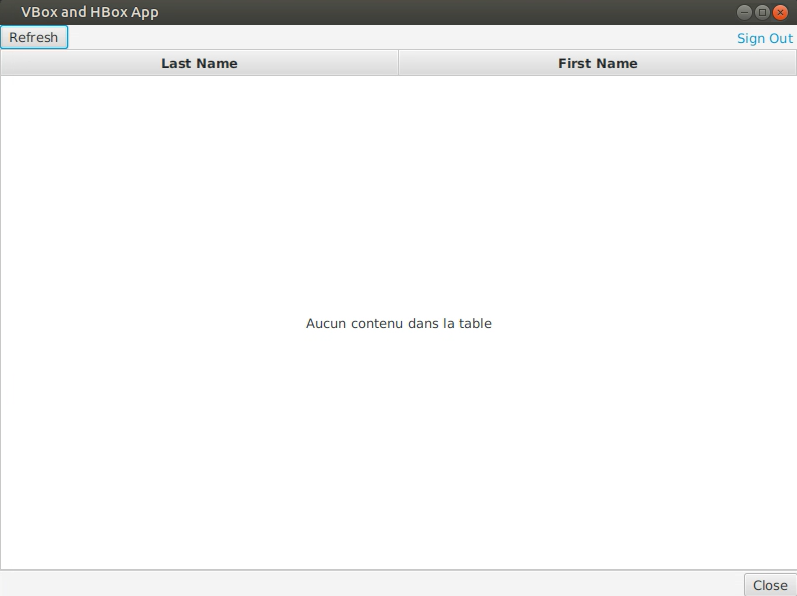 VBox and HBox App
Refresh
Sign Out
Last Name
First Name
Aucun contenu dans la table
Close